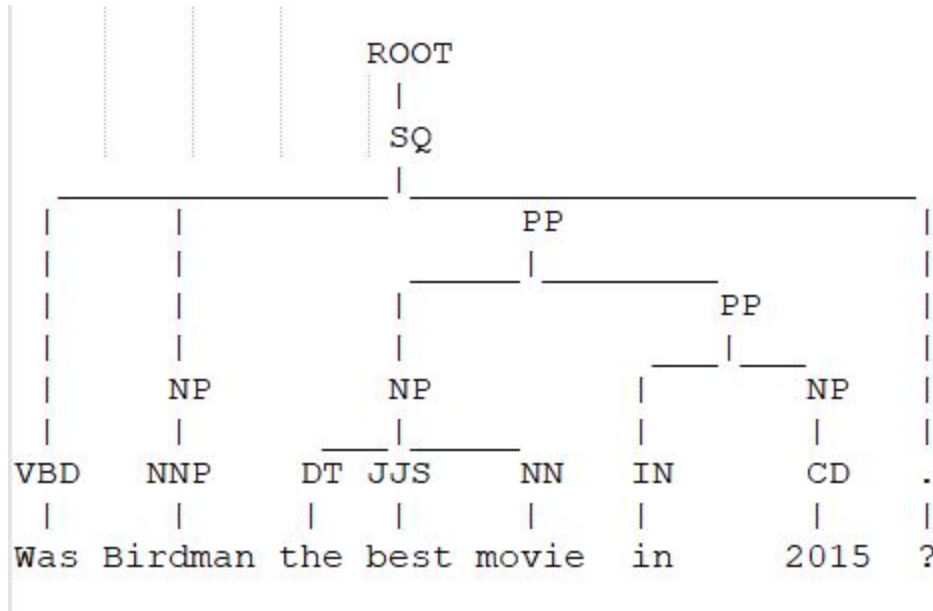 ROOT
SQ
PP
PP
NP NP NP
VBD NNP DT JJS NN IN CD .
Was Birdman the best movie in 2015 ?